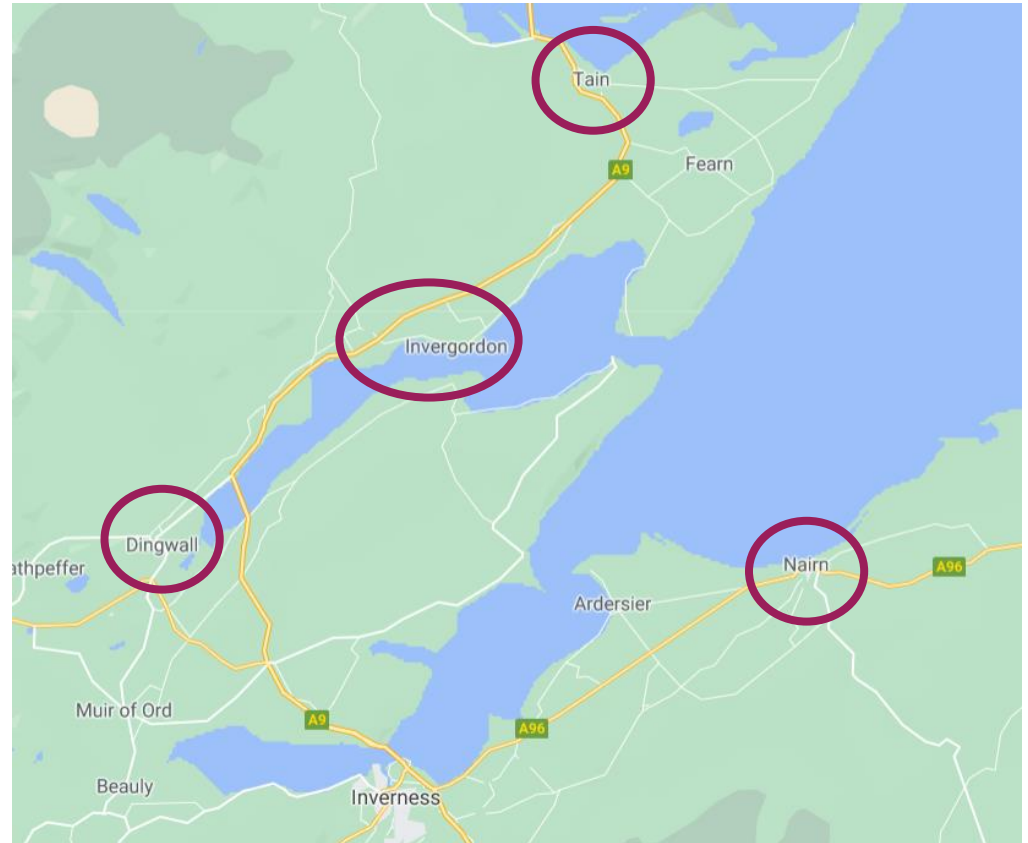 Tain
Fearn
A9
Invergordon
Dingwall
athpeffer
Nairn
A96
Ardersier
Muir of Ord
A9
A96
Beauly
Inverness